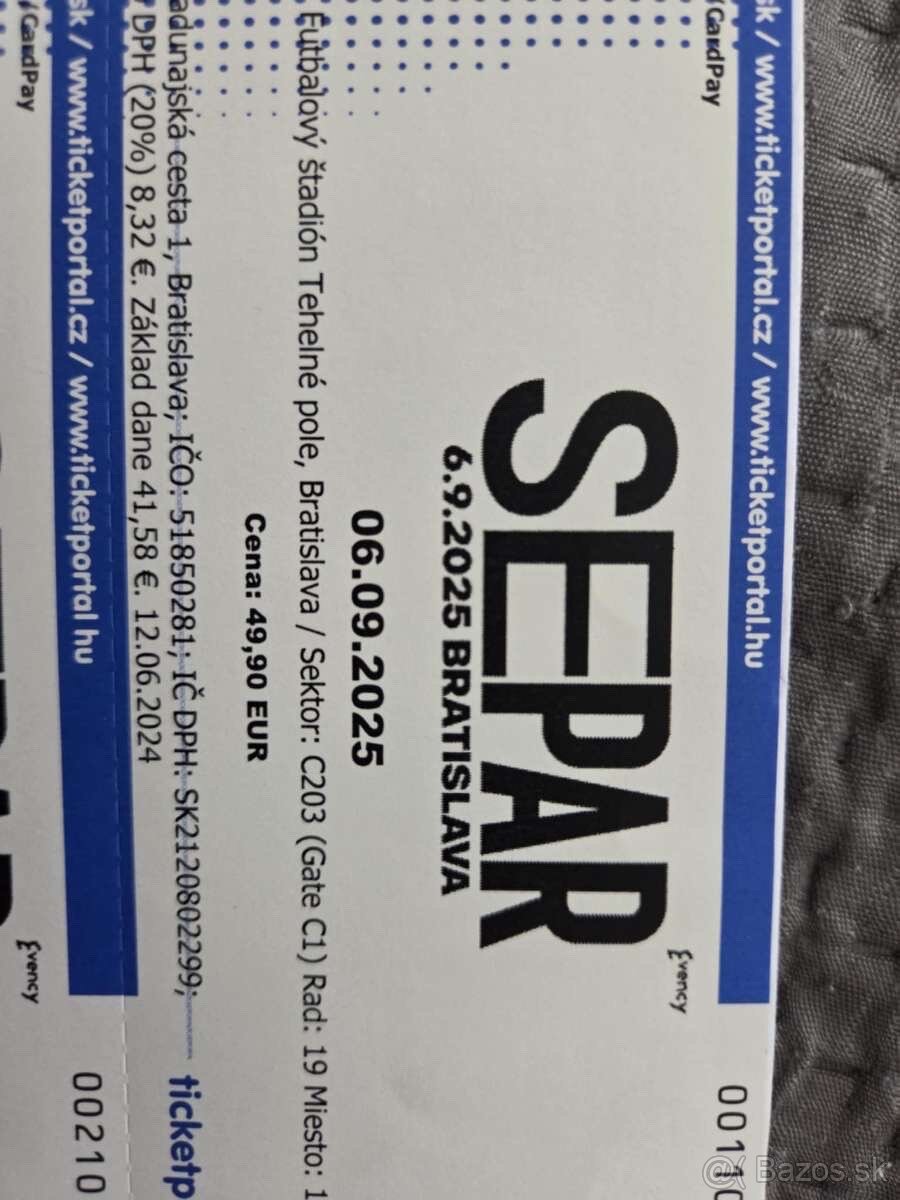 sk / www.ticketportal.cz / www.ticketportal.hu
CardPay
Evency
SEPAR
6.9.2025 BRATISLAVA
06.09.2025
Futbalový štadión Tehelné pole, Bratislava / Sektor: C203 (Gate C1) Rad: 19 Miesto: 1
Cena: 49,90 EUR
adunajská cesta 1, Bratislava; IČO: 51850281; IČ DPH: SK2120802299;
DPH (20%) 8,32 €. Základ dane 41,58 €. 12.06.2024
ticketp
sk / www.ticketportal.cz / www.ticketportal hu
00210
CardPay
Evency
@ Bazos.sk